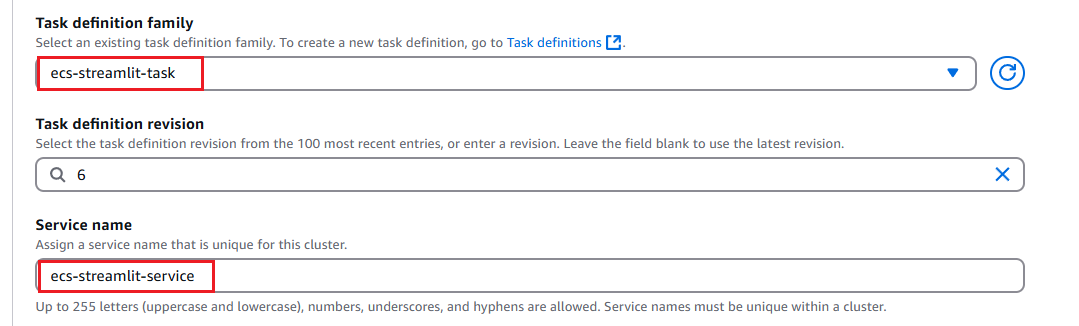 Task definition family
Select an existing task definition family. To create a new task definition, go to Task definitions.
ecs-streamlit-task
Task definition revision
Select the task definition revision from the 100 most recent entries, or enter a revision. Leave the field blank to use the latest revision.
6
Service name
Assign a service name that is unique for this cluster.
ecs-streamlit-service
Up to 255 letters (uppercase and lowercase), numbers, underscores, and hyphens are allowed. Service names must be unique within a cluster.